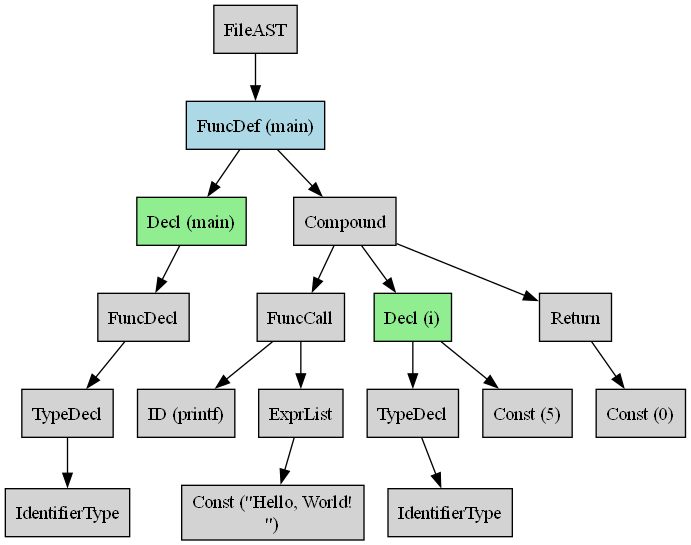 FileAST
FuncDef (main)
Decl (main)
Compound
FuncDecl
FuncCall
Decl (i)
Return
TypeDecl
ID (printf)
ExprList
TypeDecl
Const (5)
Const (0)
IdentifierType
Const ("Hello, World!
")
IdentifierType